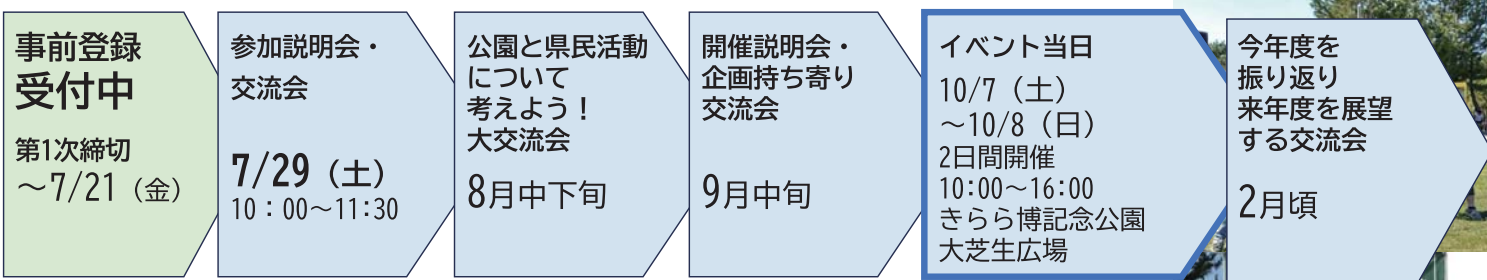 事前登録
受付中
第1次締切
～7/21（金）
参加説明会・
交流会
7/29（土）
10：00～11:30
公園と県民活動
について
考えよう！
大交流会
8月中下旬
開催説明会・
企画持ち寄り
交流会
9月中旬
イベント当日
10/7（土）
～10/8（日）
2日間開催
10:00～16:00
きらら博記念公園
大芝生広場
今年度を
振り返り
来年度を展望
する交流会
2月頃